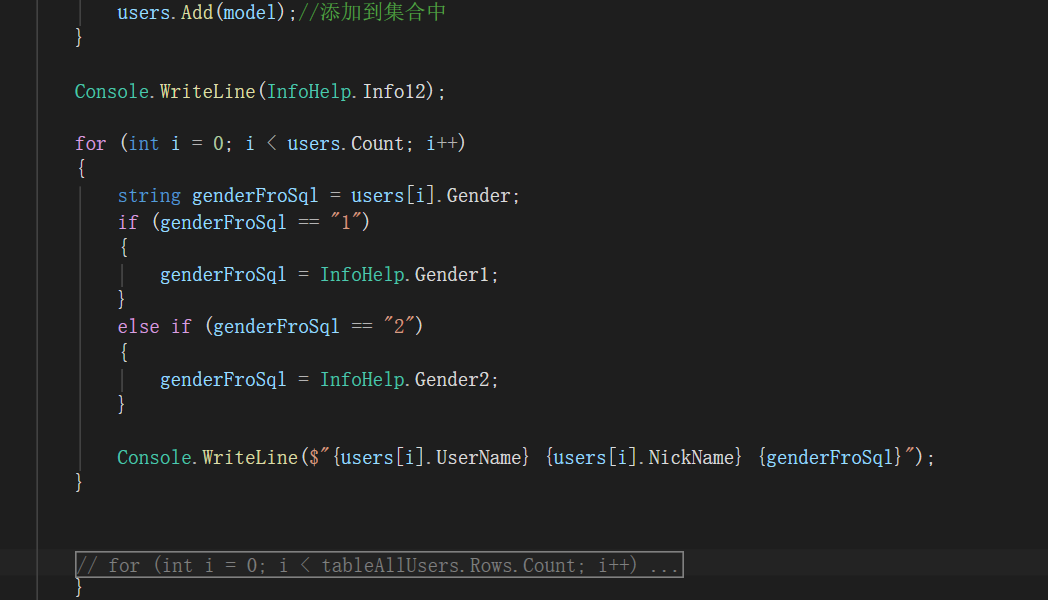 users.Add(model);//添加到集合中
}
Console.WriteLine(InfoHelp.Info12);
for (int i = 0; i < users.Count; i++)
{
string genderFroSql = users[i].Gender;
if (genderFroSql == "1")
{
genderFroSql = InfoHelp.Gender1;
}
else if (genderFroSql == "2")
{
genderFroSql = InfoHelp.Gender2;
}
Console.WriteLine($"{users[i].UserName} {users[i].NickName} {genderFroSql}");
}
// for (int i = 0; i < tableAllUsers.Rows.Count; i++) ...
}